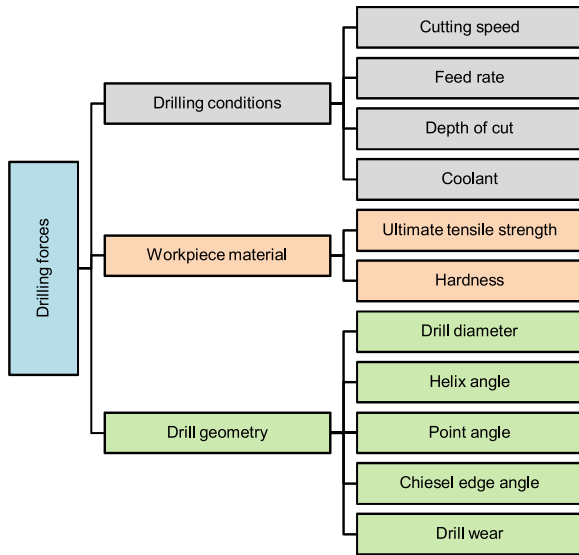 Drilling forces
Drilling conditions
Cutting speed
Feed rate
Depth of cut
Coolant
Workpiece material
Ultimate tensile strength
Hardness
Drill geometry
Drill diameter
Helix angle
Point angle
Chiesel edge angle
Drill wear